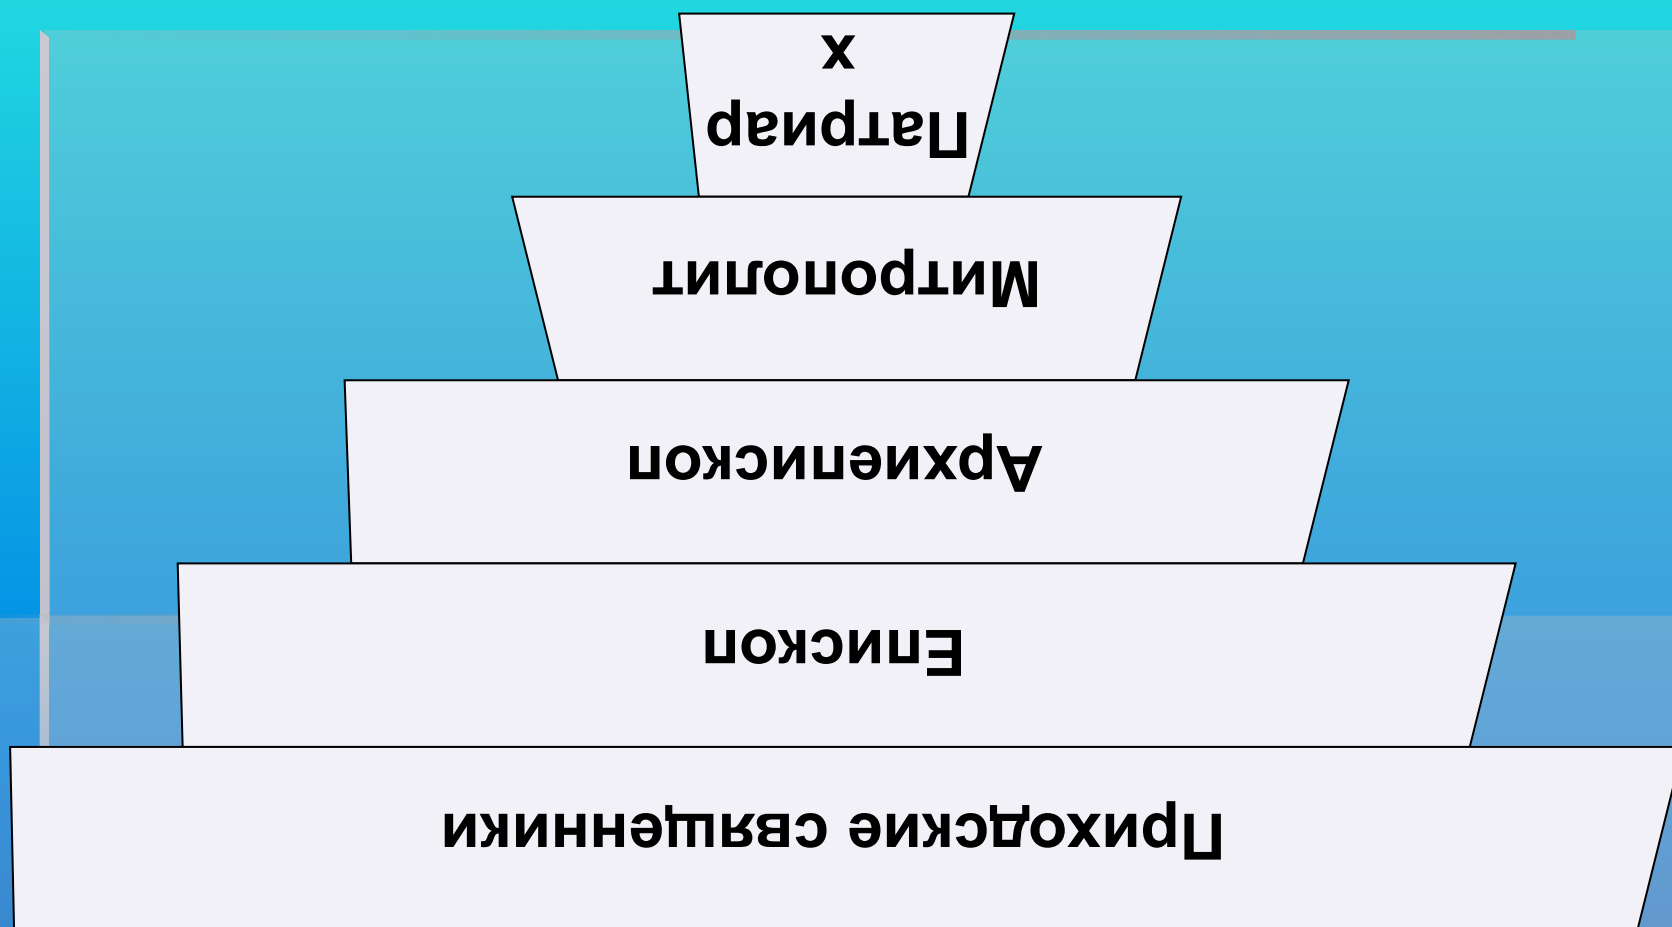 Патриар
х
Митрополит
Архиепископ
Епископ
Приходские священники